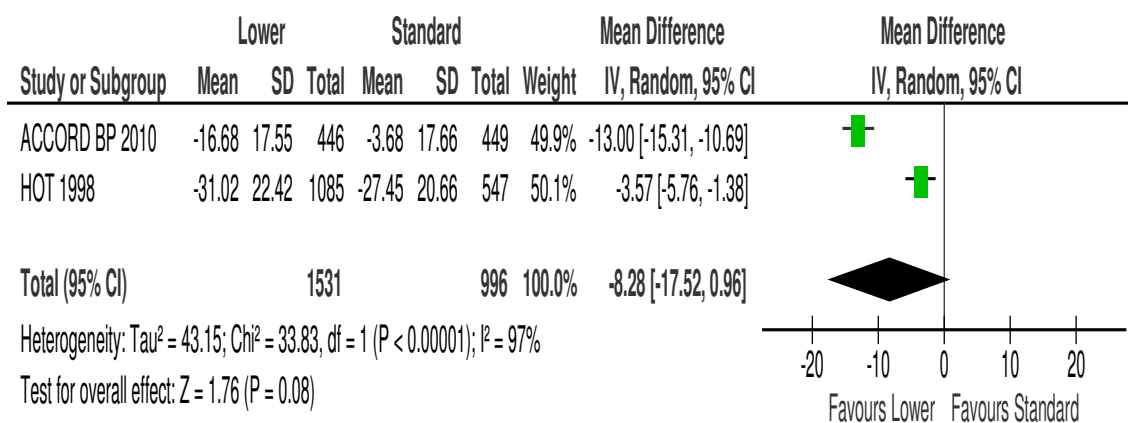 Lower Standard Mean Difference Mean Difference
Study or Subgroup Mean SD Total Mean SD Total Weight IV, Random, 95% CI IV, Random, 95% CI
ACCORD BP 2010 -16.68 17.55 446 -3.68 17.66 449 49.9% -13.00 [-15.31, -10.69]
HOT 1998 -31.02 22.42 1085 -27.45 20.66 547 50.1% -3.57 [-5.76, -1.38]
Total (95% CI) 1531 996 100.0% -8.28 [-17.52, 0.96]
Heterogeneity: Tau² = 43.15; Chi² = 33.83, df = 1 (P < 0.00001); I² = 97%
Test for overall effect: Z = 1.76 (P = 0.08)
-20 -10 0 10 20
Favours Lower Favours Standard